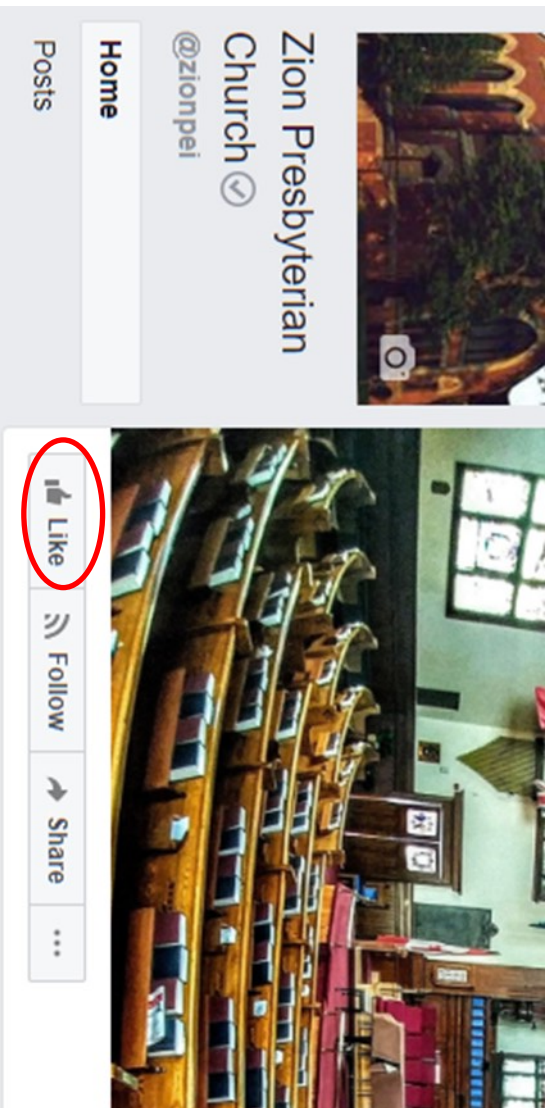 Zion Presbyterian
Church
@zionpei
Home
Posts
Like
Follow
Share
...